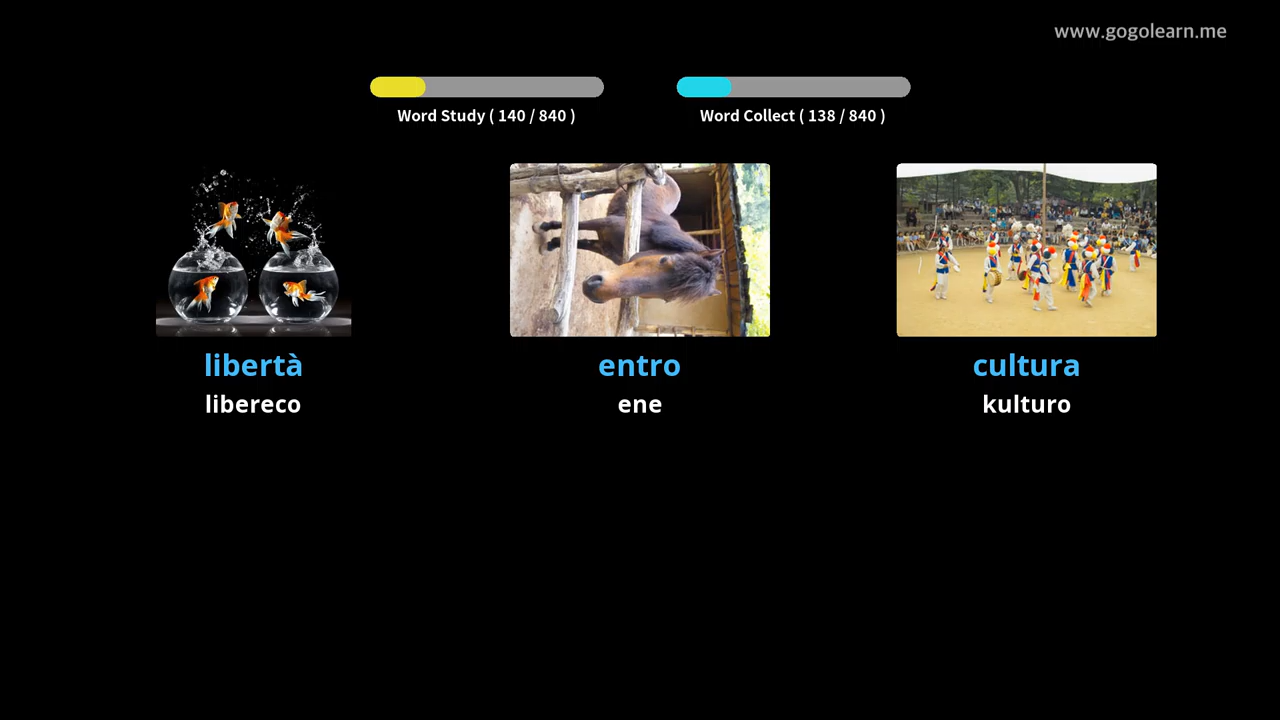 www.gogolearn.me
Word Study ( 140 / 840 )
Word Collect ( 138 / 840 )
libertà
libereco
entro
ene
cultura
kulturo